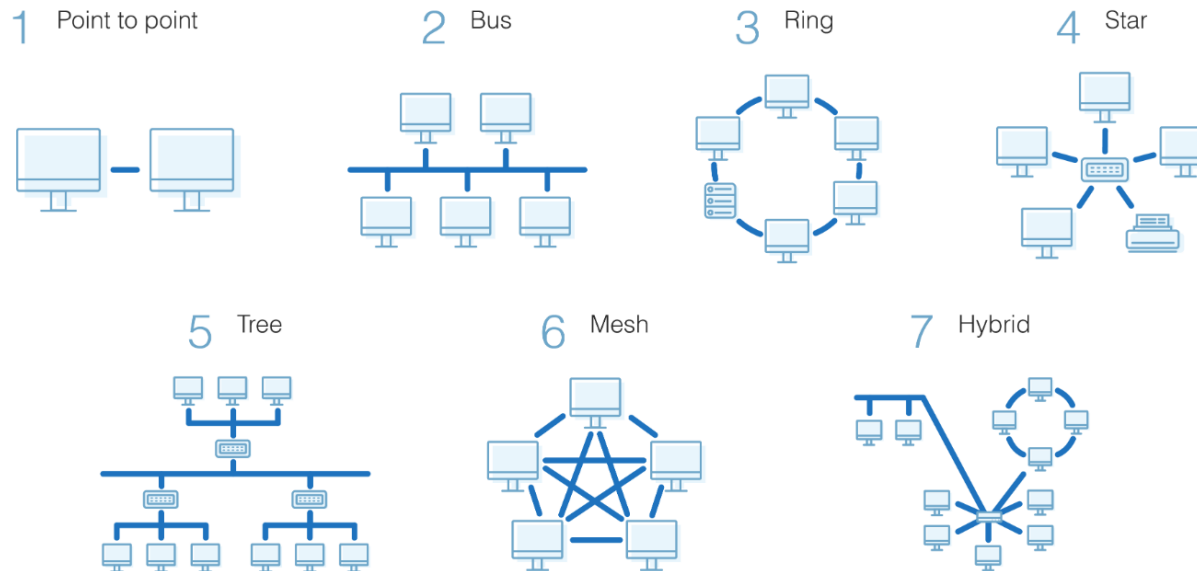 1 Point to point
2 Bus
3 Ring
4 Star
5 Tree
6 Mesh
7 Hybrid